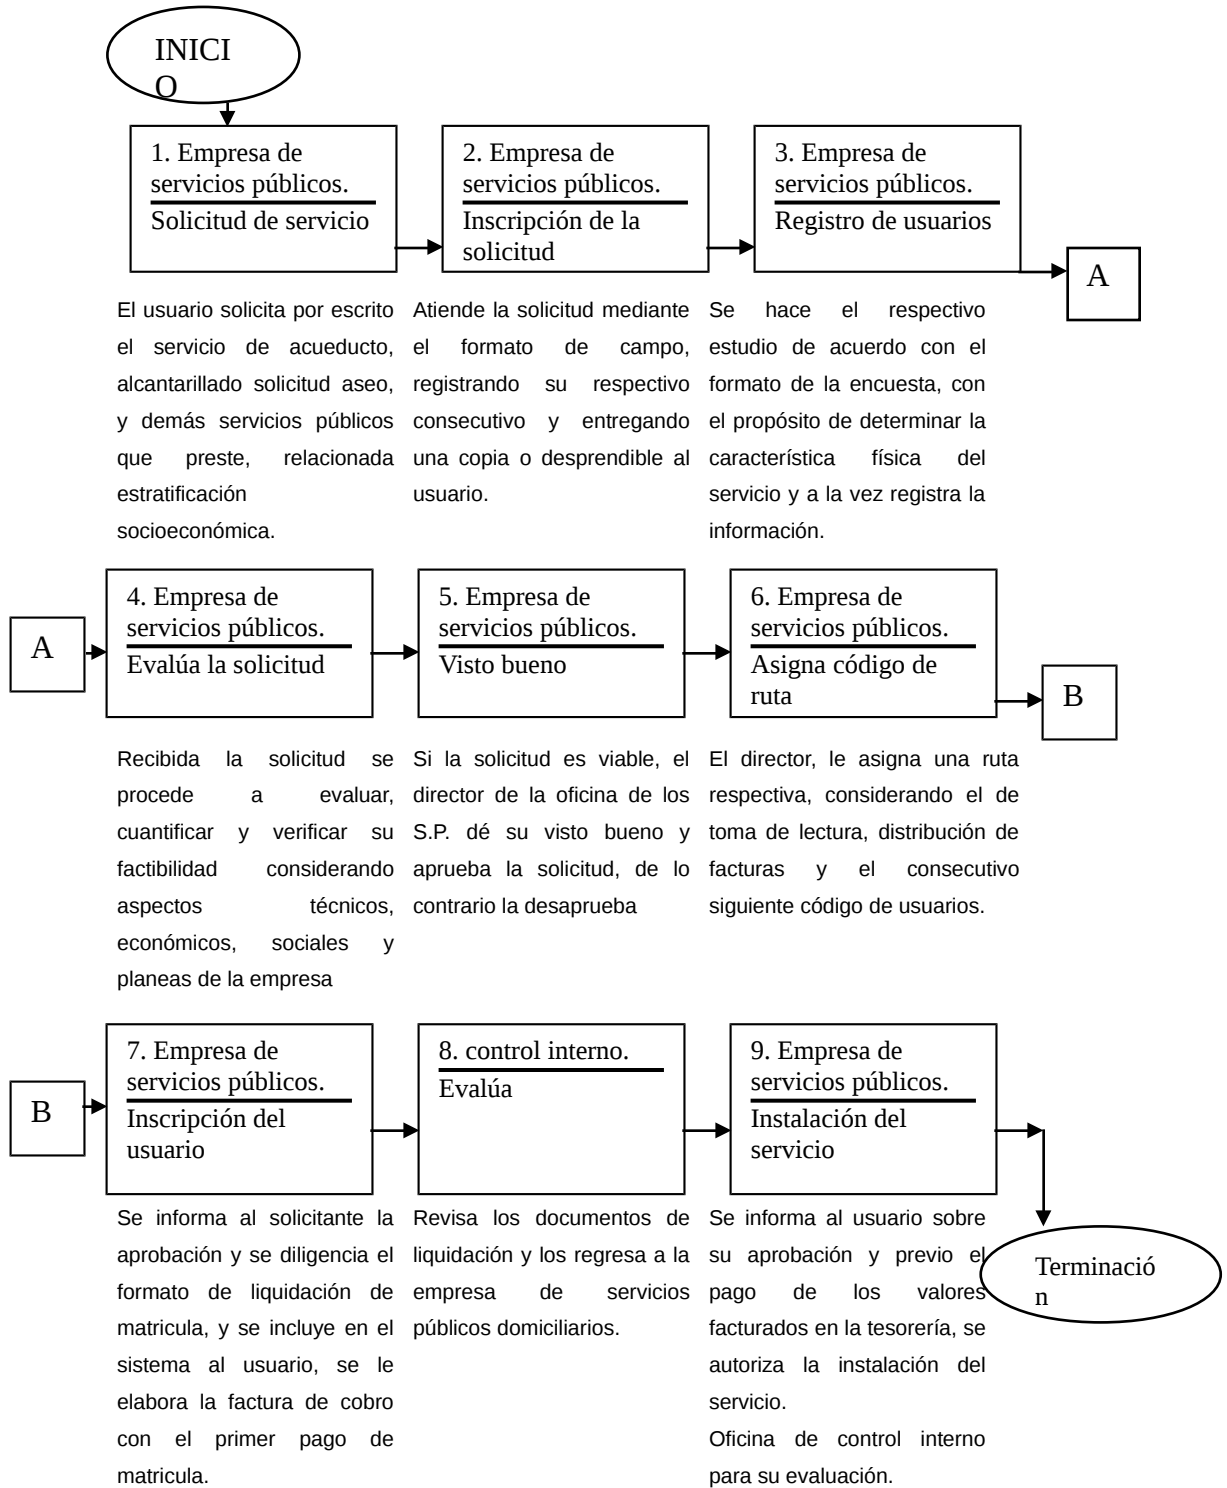 INICI
O
1. Empresa de
servicios públicos.
Solicitud de servicio
2. Empresa de
servicios públicos.
Inscripción de la
solicitud
3. Empresa de
servicios públicos.
Registro de usuarios
A
El usuario solicita por escrito
el servicio de acueducto,
alcantarillado solicitud aseo,
y demás servicios públicos
que preste, relacionada
estratificación
socioeconómica.
Atiende la solicitud mediante
el formato de campo,
registrando su respectivo
consecutivo y entregando
una copia o desprendible al
usuario.
Se hace el respectivo
estudio de acuerdo con el
formato de la encuesta, con
el propósito de determinar la
característica física del
servicio y a la vez registra la
información.
A
4. Empresa de
servicios públicos.
Evalúa la solicitud
5. Empresa de
servicios públicos.
Visto bueno
6. Empresa de
servicios públicos.
Asigna código de
ruta
B
Recibida la solicitud se
procede a evaluar,
cuantificar y verificar su
factibilidad considerando
aspectos técnicos,
económicos, sociales y
planeas de la empresa
Si la solicitud es viable, el
director de la oficina de los
S.P. dé su visto bueno y
aprueba la solicitud, de lo
contrario la desaprueba
El director, le asigna una ruta
respectiva, considerando el de
toma de lectura, distribución de
facturas y el consecutivo
siguiente código de usuarios.
B
7. Empresa de
servicios públicos.
Inscripción del
usuario
8. control interno.
Evalúa
9. Empresa de
servicios públicos.
Instalación del
servicio
Se informa al solicitante la
aprobación y se diligencia el
formato de liquidación de
matricula, y se incluye en el
sistema al usuario, se le
elabora la factura de cobro
con el primer pago de
matricula.
Revisa los documentos de
liquidación y los regresa a la
empresa de servicios
públicos domiciliarios.
Se informa al usuario sobre
su aprobación y previo el
pago de los valores
facturados en la tesorería, se
autoriza la instalación del
servicio.
Oficina de control interno
para su evaluación.
Terminació
n